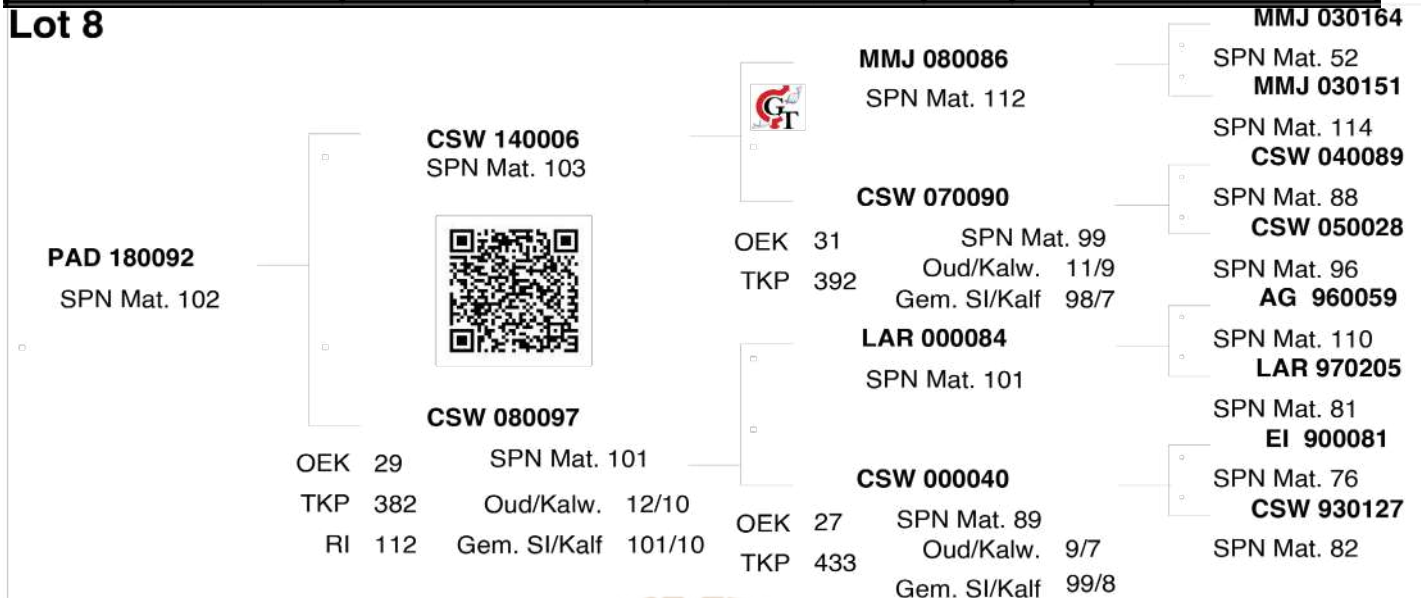 Lot 8
PAD 180092
SPN Mat. 102
CSW 140006
SPN Mat. 103
CSW 080097
OEK 29 SPN Mat. 101
TKP 382 Oud/Kalw. 12/10
RI 112 Gem. SI/Kalf 101/10
MMJ 080086
SPN Mat. 112
GT
CSW 070090
OEK 31 SPN Mat. 99
TKP 392 Oud/Kalw. 11/9
Gem. SI/Kalf 98/7
LAR 000084
SPN Mat. 101
CSW 000040
OEK 27 SPN Mat. 89
TKP 433 Oud/Kalw. 9/7
Gem. SI/Kalf 99/8
MMJ 030164
SPN Mat. 52
MMJ 030151
SPN Mat. 114
CSW 040089
SPN Mat. 88
CSW 050028
SPN Mat. 96
AG 960059
SPN Mat. 110
LAR 970205
SPN Mat. 81
EI 900081
SPN Mat. 76
CSW 930127
SPN Mat. 82